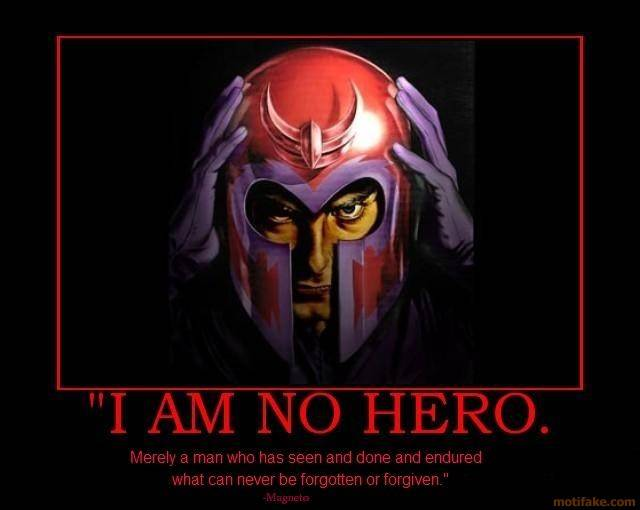 "I AM NO HERO.
Merely a man who has seen and done and endured
what can never be forgotten or forgiven."
-Magneto
motifake.com